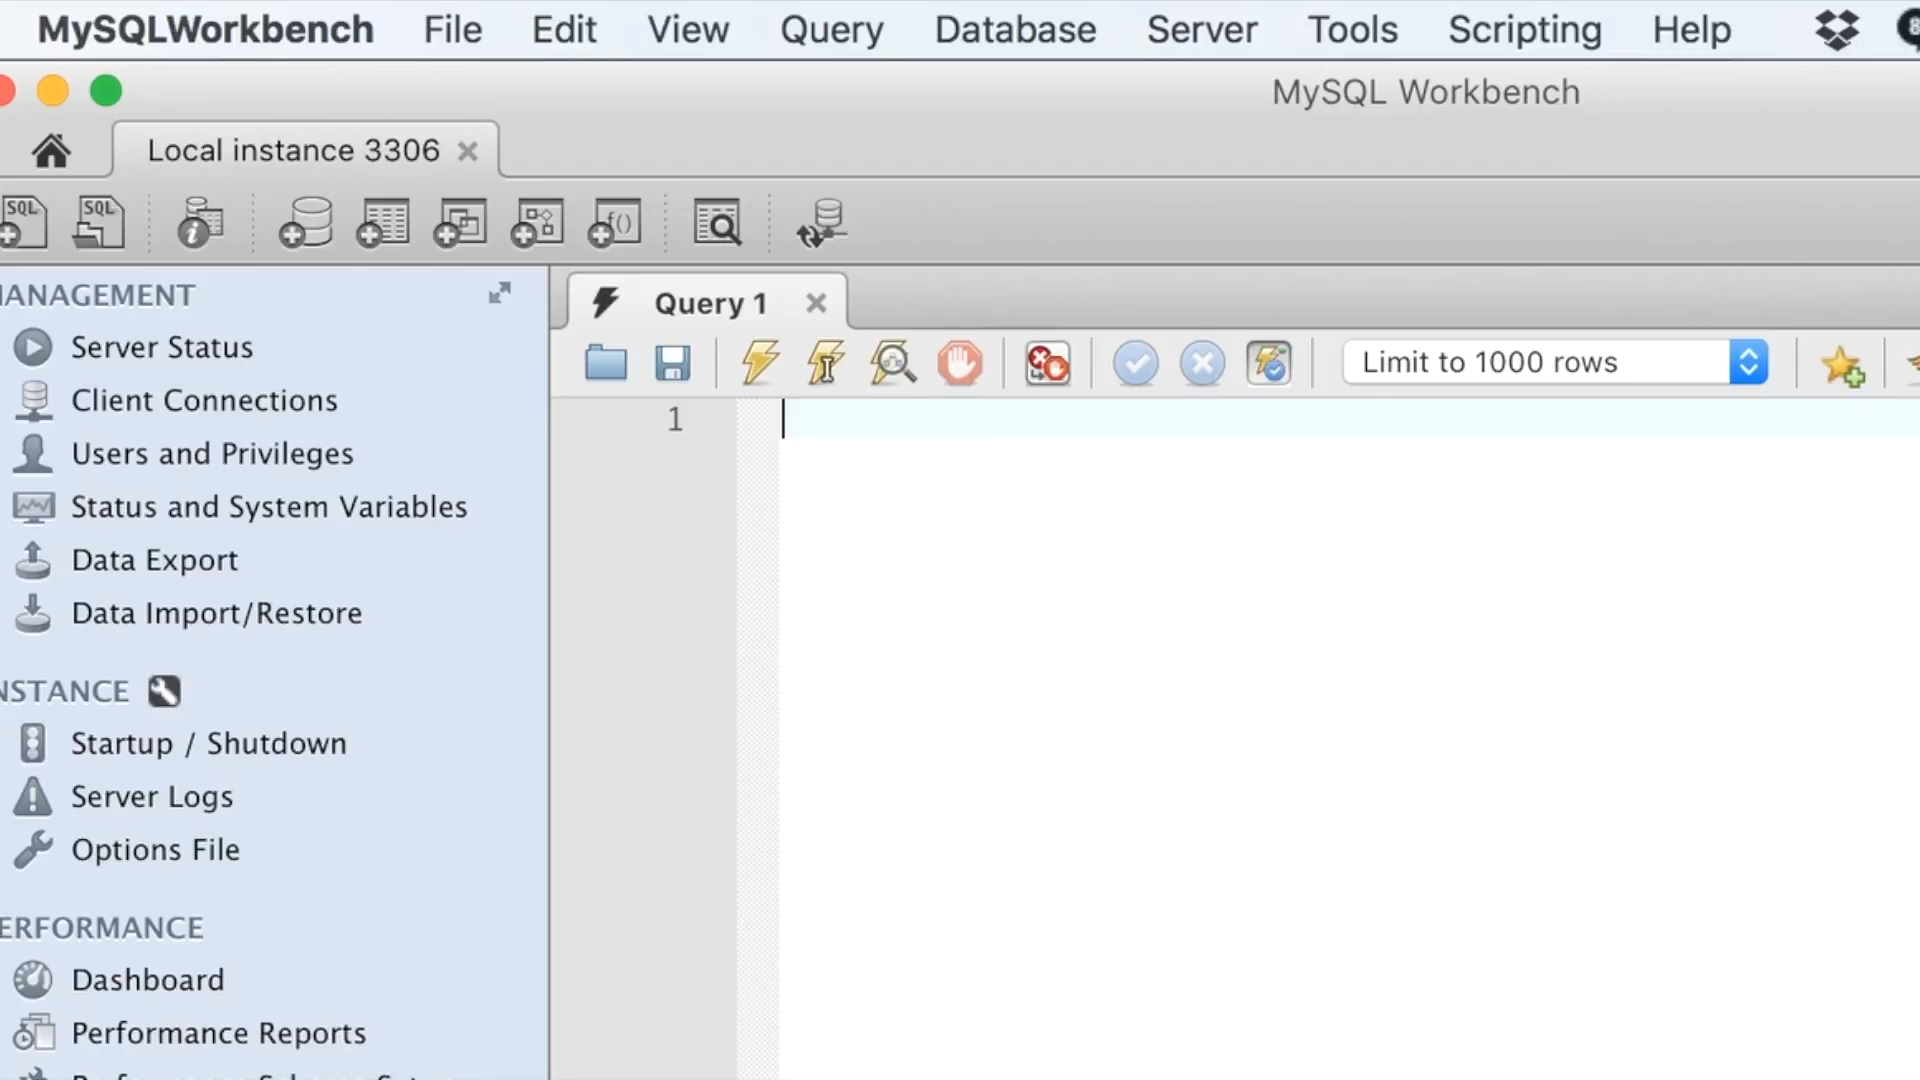 MySQLWorkbench File Edit View Query Database Server Tools Scripting Help
MySQL Workbench
Local instance 3306
SQL SQL f()
ANAGEMENT
Query 1
Server Status
Limit to 1000 rows
Client Connections
1
Users and Privileges
Status and System Variables
Data Export
Data Import/Restore
NSTANCE
Startup / Shutdown
Server Logs
Options File
ERFORMANCE
Dashboard
Performance Reports